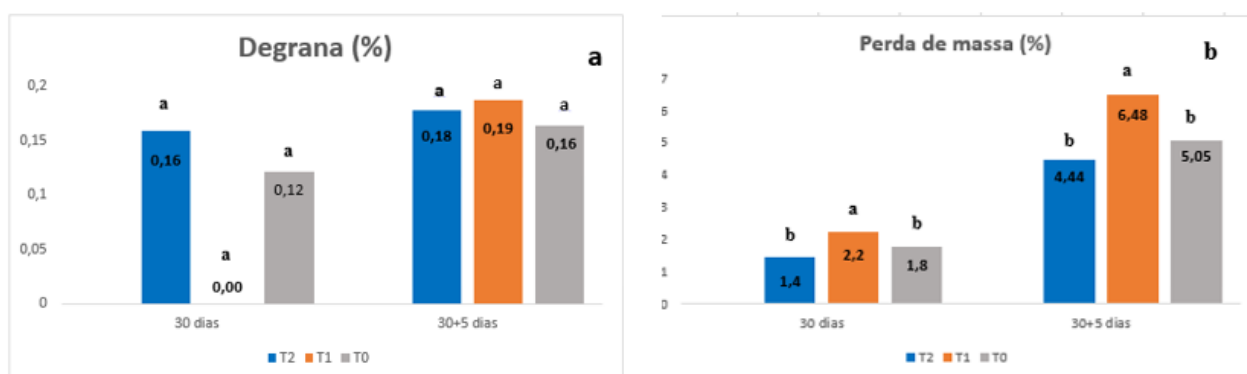 Degrana (%)
a
0,2
0,15
0,1
0,05
0
a
0,16
a
0,00
a
0,12
a
0,18
a
0,19
a
0,16
30 dias
30+5 dias
T2 T1 T0
Perda de massa (%)
b
7
6
5
4
3
2
1
0
b
1,4
a
2,2
b
1,8
b
4,44
a
6,48
b
5,05
30 dias
30+5 dias
T2 T1 T0